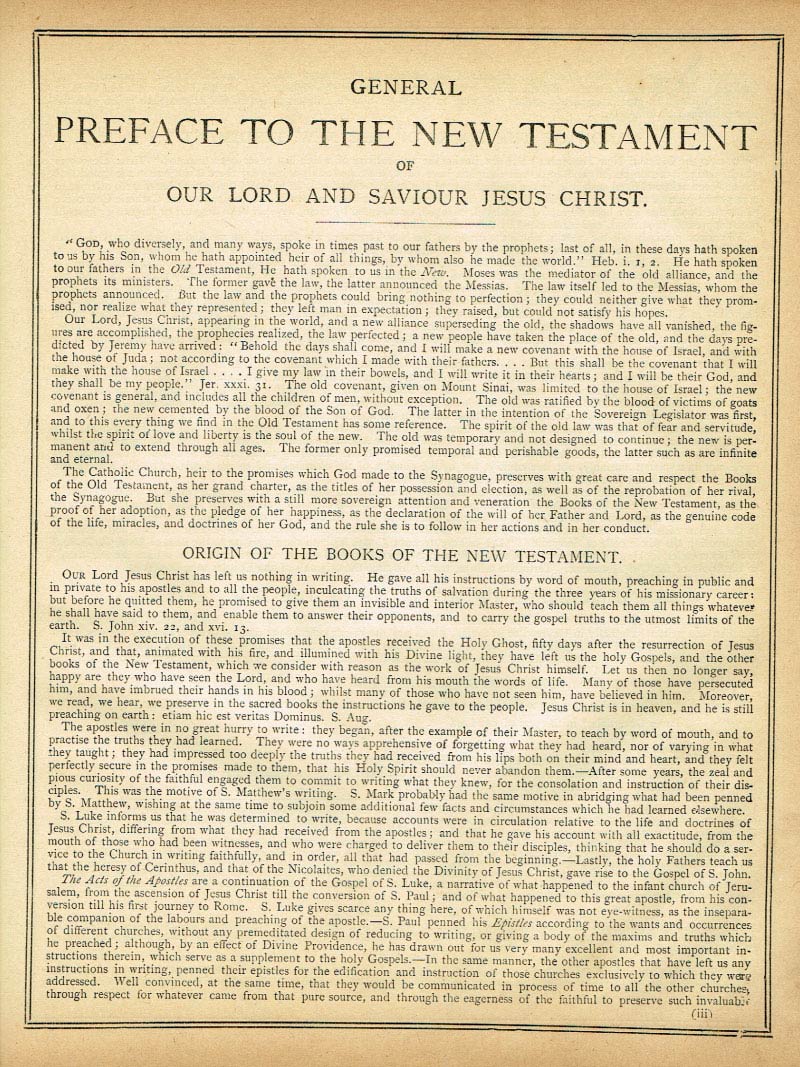 GENERAL
PREFACE TO THE NEW TESTAMENT
OF
OUR LORD AND SAVIOUR JESUS CHRIST.
"GOD, who diversely, and many ways, spoke in times past to our fathers by the prophets; last of all, in these days hath spoken
to us by his Son, whom he hath appointed heir of all things, by whom also he made the world." Heb. i. 1, 2. He hath spoken
to our fathers in the Old Testament, He hath spoken to us in the New. Moses was the mediator of the old alliance, and the
prophets its ministers. The former gave the law, the latter announced the Messias. The law itself led to the Messias, whom the
prophets announced. But the law and the prophets could bring nothing to perfection; they could neither give what they prom-
ised, nor realize what they represented; they left man in expectation; they raised, but could not satisfy his hopes.
Our Lord, Jesus Christ, appearing in the world, and a new alliance superseding the old, the shadows have all vanished, the fig-
ures are accomplished, the prophecies realized, the law perfected; a new people have taken the place of the old, and the days pre-
dicted by Jeremy have arrived: "Behold the days shall come, and I will make a new covenant with the house of Israel, and with
the house of Juda; not according to the covenant which I made with their fathers. . . . But this shall be the covenant that I will
make with the house of Israel . . . . I give my law in their bowels, and I will write it in their hearts; and I will be their God, and
they shall be my people." Jer. xxxi. 31. The old covenant, given on Mount Sinai, was limited to the house of Israel; the new
covenant is general, and includes all the children of men, without exception. The old was ratified by the blood of victims of goats
and oxen; the new cemented by the blood of the Son of God. The latter in the intention of the Sovereign Legislator was first,
and to this every thing we find in the Old Testament has some reference. The spirit of the old law was that of fear and servitude,
whilst the spirit of love and liberty is the soul of the new. The old was temporary and not designed to continue; the new is per-
manent and to extend through all ages. The former only promised temporal and perishable goods, the latter such as are infinite
and eternal.
The Catholic Church, heir to the promises which God made to the Synagogue, preserves with great care and respect the Books
of the Old Testament, as her grand charter, as the titles of her possession and election, as well as of the reprobation of her rival,
the Synagogue. But she preserves with a still more sovereign attention and veneration the Books of the New Testament, as the
proof of her adoption, as the pledge of her happiness, as the declaration of the will of her Father and Lord, as the genuine code
of the life, miracles, and doctrines of her God, and the rule she is to follow in her actions and in her conduct.
ORIGIN OF THE BOOKS OF THE NEW TESTAMENT.
OUR Lord Jesus Christ has left us nothing in writing. He gave all his instructions by word of mouth, preaching in public and
in private to his apostles and to all the people, inculcating the truths of salvation during the three years of his missionary career:
but before he quitted them, he promised to give them an invisible and interior Master, who should teach them all things whatever
he shall have said to them, and enable them to answer their opponents, and to carry the gospel truths to the utmost limits of the
earth. S. John xiv. 22, and xvi. 13.
It was in the execution of these promises that the apostles received the Holy Ghost, fifty days after the resurrection of Jesus
Christ, and that, animated with his fire, and illumined with his Divine light, they have left us the holy Gospels, and the other
books of the New Testament, which we consider with reason as the work of Jesus Christ himself. Let us then no longer say,
happy are they who have seen the Lord, and who have heard from his mouth the words of life. Many of those have persecuted
him, and have imbrued their hands in his blood; whilst many of those who have not seen him, have believed in him. Moreover,
we read, we hear, we preserve in the sacred books the instructions he gave to the people. Jesus Christ is in heaven, and he is still
preaching on earth: etiam hic est veritas Dominus. S. Aug.
The apostles were in no great hurry to write: they began, after the example of their Master, to teach by word of mouth, and to
practise the truths they had learned. They were no ways apprehensive of forgetting what they had heard, nor of varying in what
they taught; they had impressed too deeply the truths they had received from his lips both on their mind and heart, and they felt
perfectly secure in the promises made to them, that his Holy Spirit should never abandon them.—After some years, the zeal and
pious curiosity of the faithful engaged them to commit to writing what they knew, for the consolation and instruction of their dis-
ciples. This was the motive of S. Matthew's writing. S. Mark probably had the same motive in abridging what had been penned
by S. Matthew, wishing at the same time to subjoin some additional few facts and circumstances which he had learned elsewhere.
S. Luke informs us that he was determined to write, because accounts were in circulation relative to the life and doctrines of
Jesus Christ, differing from what they had received from the apostles; and that he gave his account with all exactitude, from the
mouth of those who had been witnesses, and who were charged to deliver them to their disciples, thinking that he should do a ser-
vice to the Church in writing faithfully, and in order, all that had passed from the beginning.—Lastly, the holy Fathers teach us
that the heresy of Cerinthus, and that of the Nicolaites, who denied the Divinity of Jesus Christ, gave rise to the Gospel of S. John.
The Acts of the Apostles are a continuation of the Gospel of S. Luke, a narrative of what happened to the infant church of Jeru-
salem, from the ascension of Jesus Christ till the conversion of S. Paul; and of what happened to this great apostle, from his con-
version till his first journey to Rome. S. Luke gives scarce any thing here, of which himself was not eye-witness, as the insepara-
ble companion of the labours and preaching of the apostle.—S. Paul penned his Epistles according to the wants and occurrences
of different churches, without any premeditated design of reducing to writing, or giving a body of the maxims and truths which
he preached; although, by an effect of Divine Providence, he has drawn out for us very many excellent and most important in-
structions therein, which serve as a supplement to the holy Gospels.—In the same manner, the other apostles that have left us any
instructions in writing, penned their epistles for the edification and instruction of those churches exclusively to which they were
addressed. Well convinced, at the same time, that they would be communicated in process of time to all the other churches,
through respect for whatever came from that pure source, and through the eagerness of the faithful to preserve such invaluable
(iii)